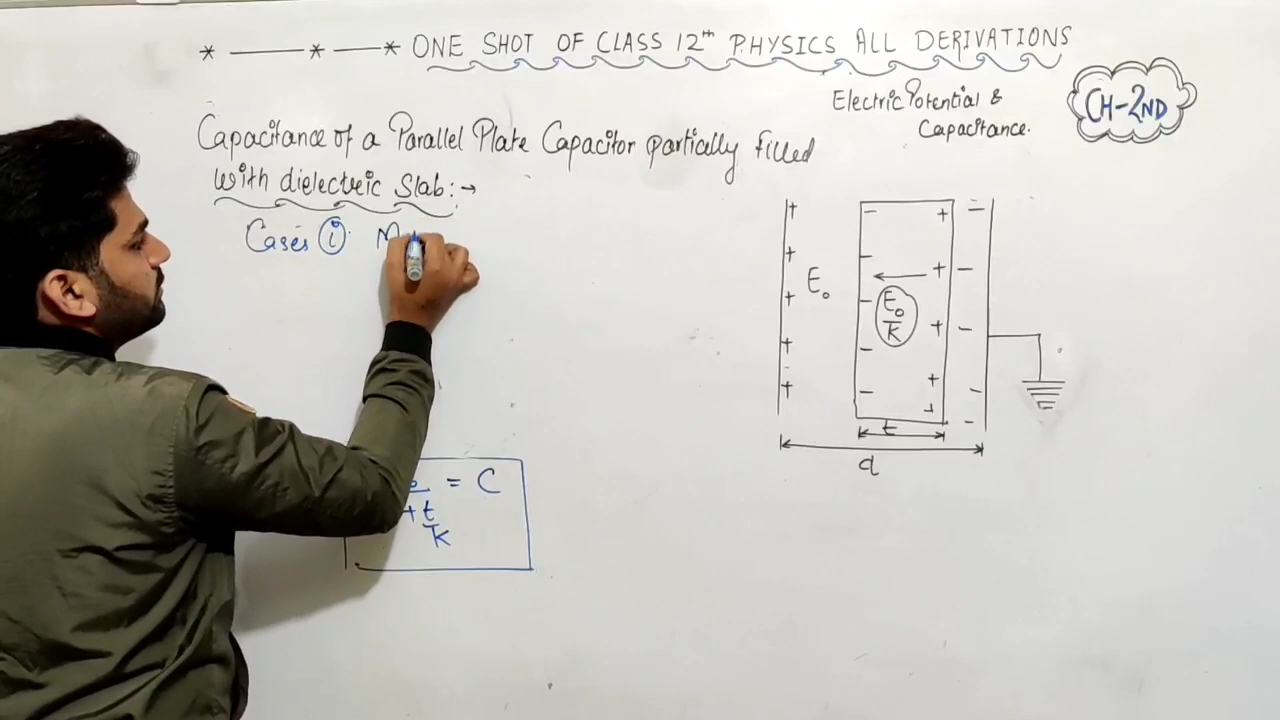 * —— * — * ONE SHOT OF CLASS 12th PHYSICS ALL DERIVATIONS
Electric Potential &
Capacitance.
CH-2ND
Capacitance of a Parallel Plate Capacitor partially filled
with dielectric Slab:→
Cases (i)
E₀
E₀/K
t
d
= C
+ t/K